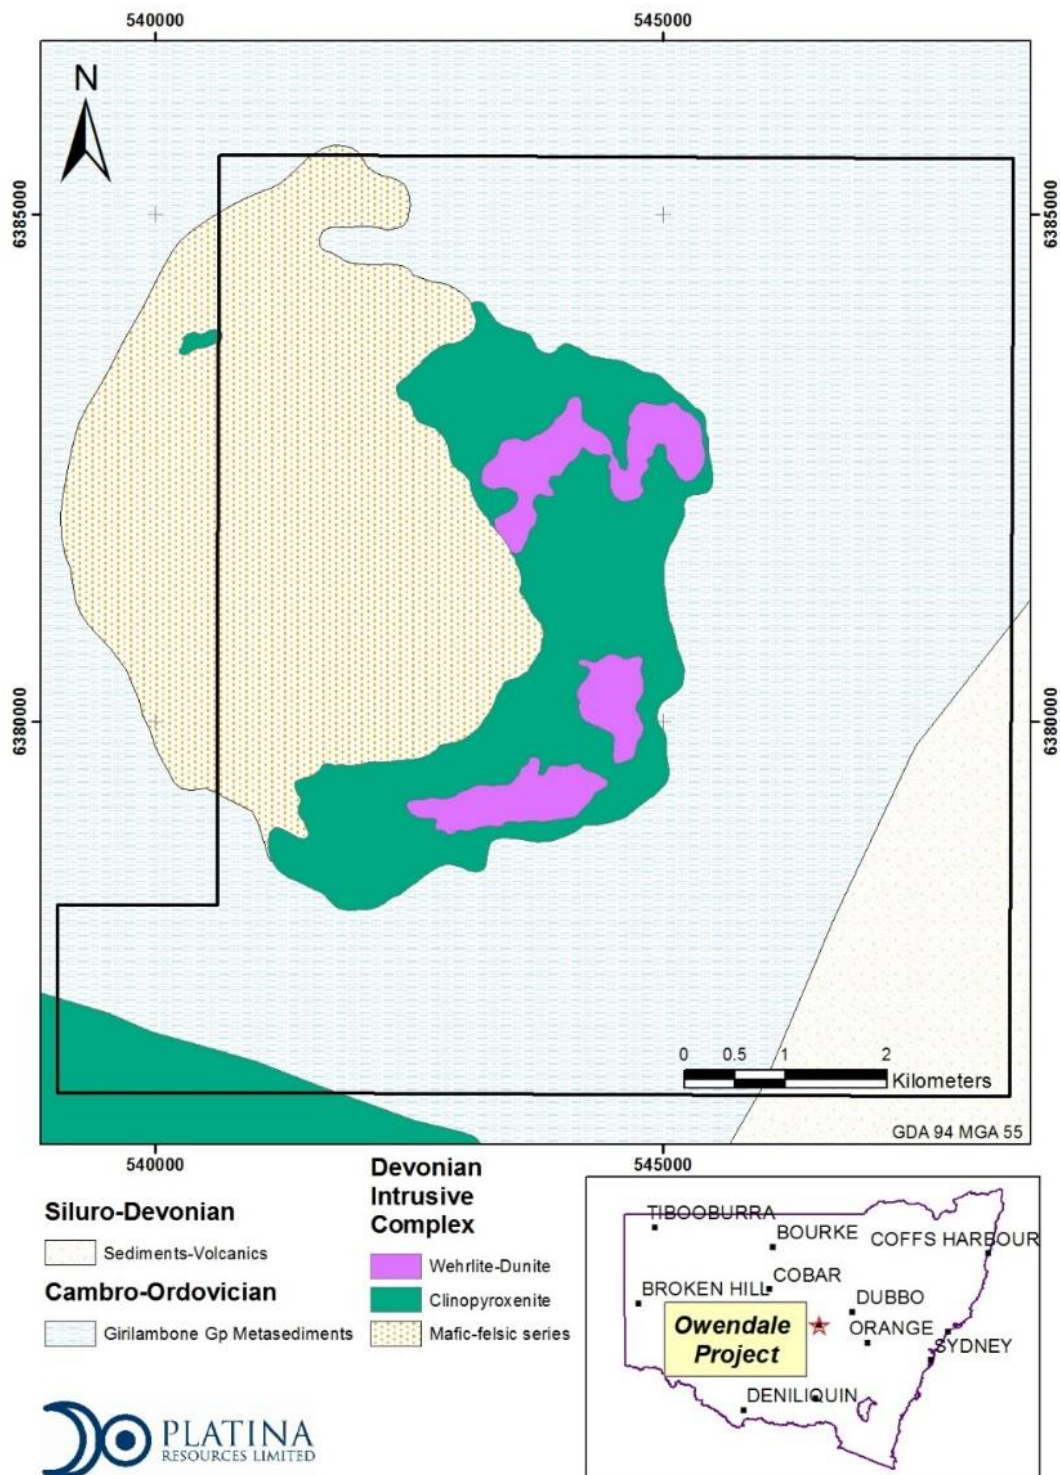 540000
545000
N
6385000
6385000
6380000
6380000
0 0.5 1 2
Kilometers
GDA 94 MGA 55
540000
545000
Siluro-Devonian
Sediments-Volcanics
Cambro-Ordovician
Girilambone Gp Metasediments
Devonian
Intrusive
Complex
Wehrlite-Dunite
Clinopyroxenite
Mafic-felsic series
TIBOOBURRA
BOURKE
COFFS HARBOUR
COBAR
BROKEN HILL
DUBBO
ORANGE
SYDNEY
Owendale
Project
DENILIQUIN
PLATINA
RESOURCES LIMITED